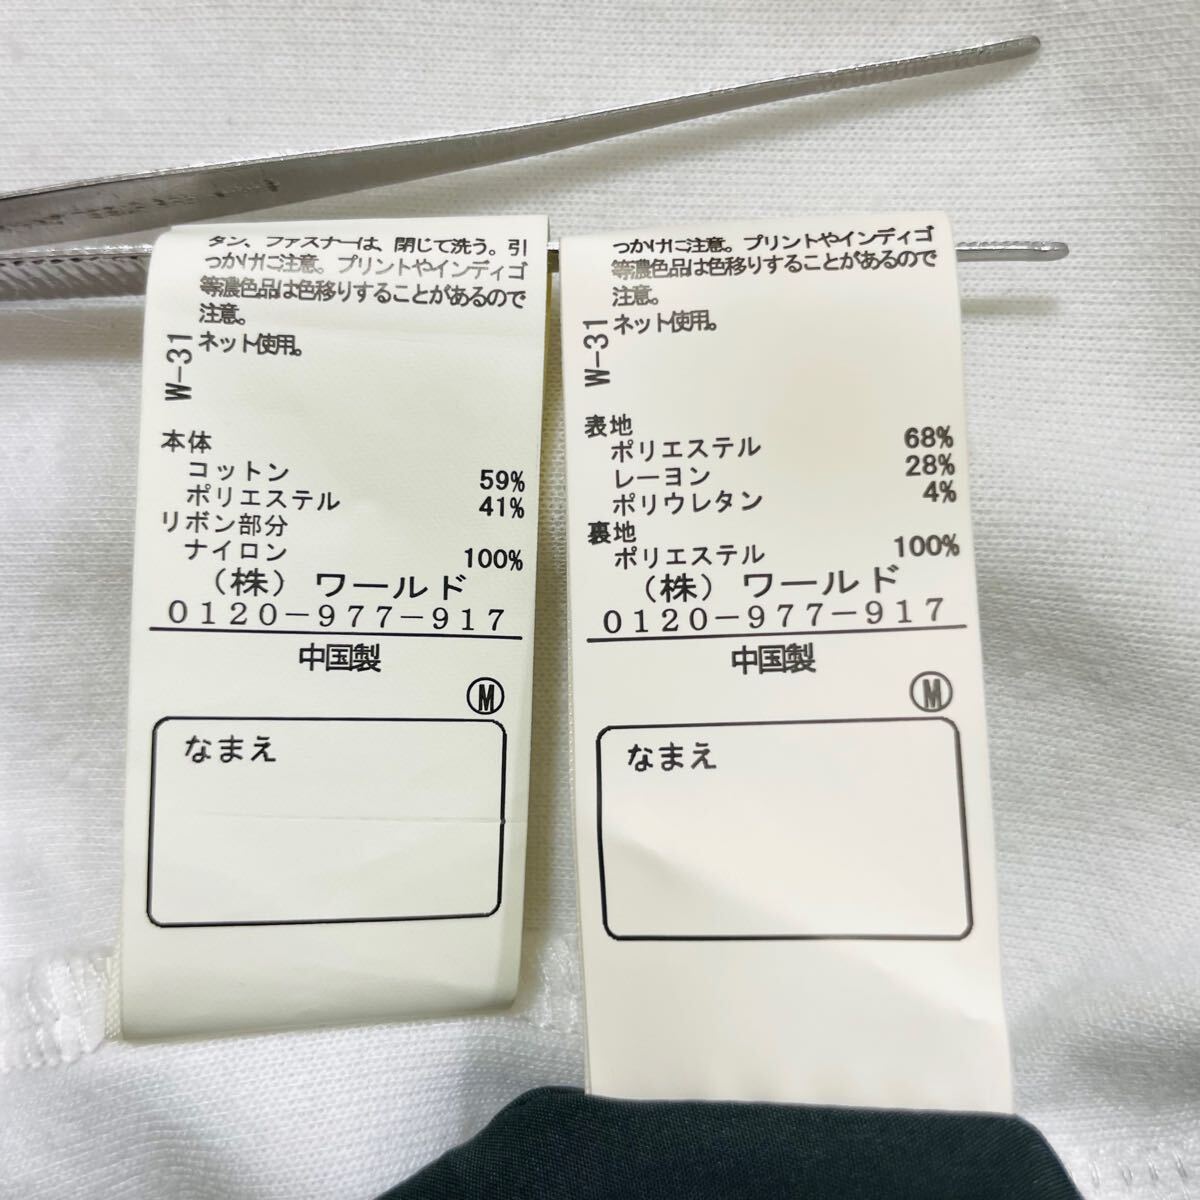 タン、ファスナーは、閉じて洗う。引
っかけに注意。プリントやインディゴ
等濃色品は色移りすることがあるので
注意。
ネット使用。
W-31
本体
コットン 59%
ポリエステル 41%
リボン部分
ナイロン 100%
（株）ワールド
0120-977-917
中国製
M
なまえ
っかけに注意。プリントやインディゴ
等濃色品は色移りすることがあるので
注意。
ネット使用。
W-31
表地
ポリエステル 68%
レーヨン 28%
ポリウレタン 4%
裏地
ポリエステル 100%
（株）ワールド
0120-977-917
中国製
M
なまえ